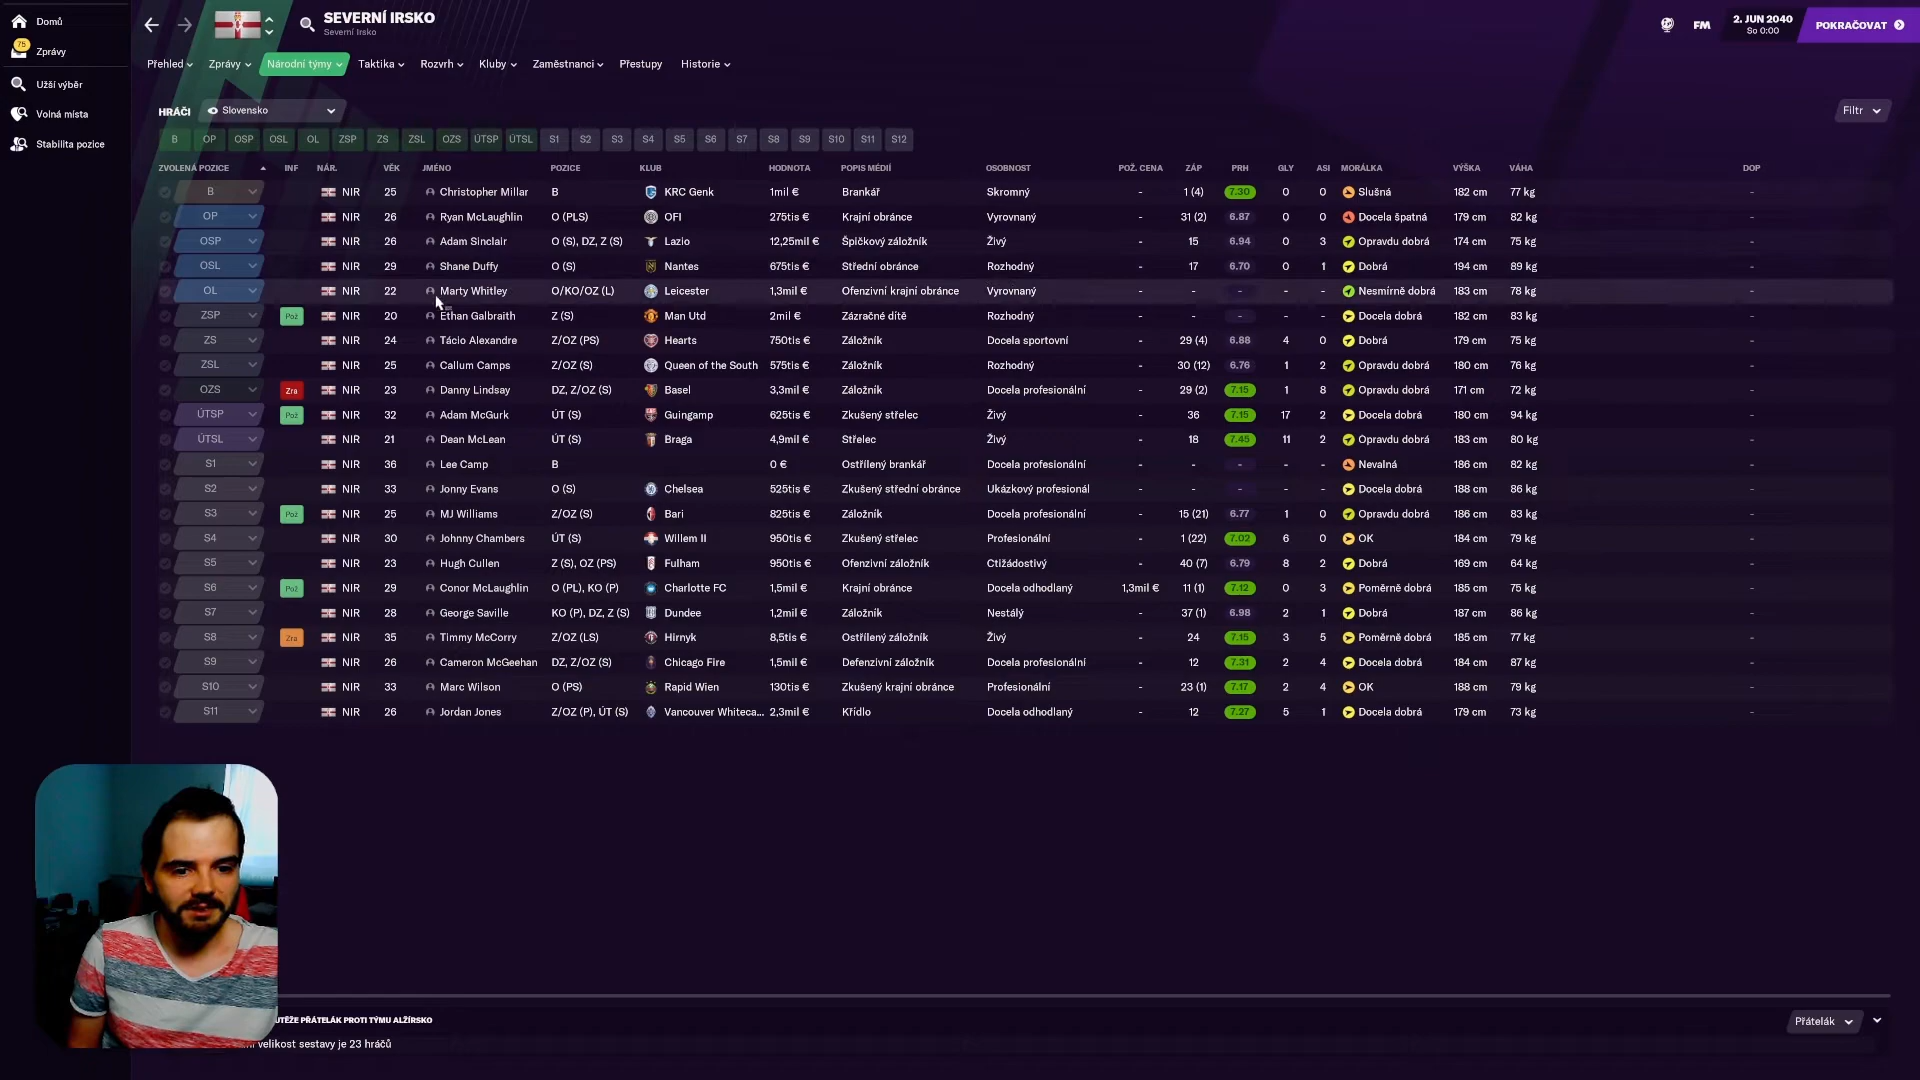 Domů
75
Zprávy
Užší výběr
Volná místa
Stabilita pozice
SEVERNÍ IRSKO
Severní Irsko
FM
2. JUN 2040
So 0:00
POKRAČOVAT
Přehled
Zprávy
Národní týmy
Taktika
Rozvrh
Kluby
Zaměstnanci
Přestupy
Historie
HRÁČI
Slovensko
Filtr
B OP OSP OSL OL ZSP ZS ZSL OZS ÚTSP ÚTSL S1 S2 S3 S4 S5 S6 S7 S8 S9 S10 S11 S12
ZVOLENÁ POZICE INF NÁR. VĚK JMÉNO POZICE KLUB HODNOTA POPIS MÉDIÍ OSOBNOST POŽ. CENA ZÁP PRH GLY ASI MORÁLKA VÝŠKA VÁHA DOP
B NIR 25 Christopher Millar B KRC Genk 1mil € Brankář Skromný - 1 (4) 7.30 0 0 Slušná 182 cm 77 kg -
OP NIR 26 Ryan McLaughlin O (PLS) OFI 275tis € Krajní obránce Vyrovnaný - 31 (2) 6.87 0 0 Docela špatná 179 cm 82 kg -
OSP NIR 26 Adam Sinclair O (S), DZ, Z (S) Lazio 12,25mil € Špičkový záložník Živý - 15 6.94 0 3 Opravdu dobrá 174 cm 75 kg -
OSL NIR 29 Shane Duffy O (S) Nantes 675tis € Střední obránce Rozhodný - 17 6.70 0 1 Dobrá 194 cm 89 kg -
OL NIR 22 Marty Whitley O/KO/OZ (L) Leicester 1,3mil € Ofenzivní krajní obránce Vyrovnaný - - - - - Nesmírně dobrá 183 cm 78 kg -
ZSP Pož NIR 20 Ethan Galbraith Z (S) Man Utd 2mil € Zázračné dítě Rozhodný - - - - - Docela dobrá 182 cm 83 kg -
ZS NIR 24 Tácio Alexandre Z/OZ (PS) Hearts 750tis € Záložník Docela sportovní - 29 (4) 6.88 4 0 Dobrá 179 cm 75 kg -
ZSL NIR 25 Callum Camps Z/OZ (S) Queen of the South 575tis € Záložník Rozhodný - 30 (12) 6.76 1 2 Opravdu dobrá 180 cm 76 kg -
OZS Zra NIR 23 Danny Lindsay DZ, Z/OZ (S) Basel 3,3mil € Záložník Docela profesionální - 29 (2) 7.15 1 8 Opravdu dobrá 171 cm 72 kg -
ÚTSP Pož NIR 32 Adam McGurk ÚT (S) Guingamp 625tis € Zkušený střelec Živý - 36 7.15 17 2 Docela dobrá 180 cm 94 kg -
ÚTSL NIR 21 Dean McLean ÚT (S) Braga 4,9mil € Střelec Živý - 18 7.45 11 2 Opravdu dobrá 183 cm 80 kg -
S1 NIR 36 Lee Camp B 0 € Ostřílený brankář Docela profesionální - - - - - Nevalná 186 cm 82 kg -
S2 NIR 33 Jonny Evans O (S) Chelsea 525tis € Zkušený střední obránce Ukázkový profesionál - - - - - Docela dobrá 188 cm 86 kg -
S3 Pož NIR 25 MJ Williams Z/OZ (S) Bari 825tis € Záložník Docela profesionální - 15 (21) 6.77 1 0 Opravdu dobrá 186 cm 83 kg -
S4 NIR 30 Johnny Chambers ÚT (S) Willem II 950tis € Zkušený střelec Profesionální - 1 (22) 7.02 6 0 OK 184 cm 79 kg -
S5 NIR 23 Hugh Cullen Z (S), OZ (PS) Fulham 950tis € Ofenzivní záložník Ctižádostivý - 40 (7) 6.79 8 2 Dobrá 169 cm 64 kg -
S6 Pož NIR 29 Conor McLaughlin O (PL), KO (P) Charlotte FC 1,5mil € Krajní obránce Docela odhodlaný 1,3mil € 11 (1) 7.12 0 3 Poměrně dobrá 185 cm 75 kg -
S7 NIR 28 George Saville KO (P), DZ, Z (S) Dundee 1,2mil € Záložník Nestálý - 37 (1) 6.98 2 1 Dobrá 187 cm 86 kg -
S8 Zra NIR 35 Timmy McCorry Z/OZ (LS) Hirnyk 8,5tis € Ostřílený záložník Živý - 24 7.15 3 5 Poměrně dobrá 185 cm 77 kg -
S9 NIR 26 Cameron McGeehan DZ, Z/OZ (S) Chicago Fire 1,5mil € Defenzivní záložník Docela profesionální - 12 7.31 2 4 Docela dobrá 184 cm 87 kg -
S10 NIR 33 Marc Wilson O (PS) Rapid Wien 130tis € Zkušený krajní obránce Profesionální - 23 (1) 7.17 2 4 OK 188 cm 79 kg -
S11 NIR 26 Jordan Jones Z/OZ (P), ÚT (S) Vancouver Whiteca... 2,3mil € Křídlo Docela odhodlaný - 12 7.27 5 1 Docela dobrá 179 cm 73 kg -
PŘÁTELÁK PROTI TÝMU ALŽÍRSKO
Přátelák
velikost sestavy je 23 hráčů